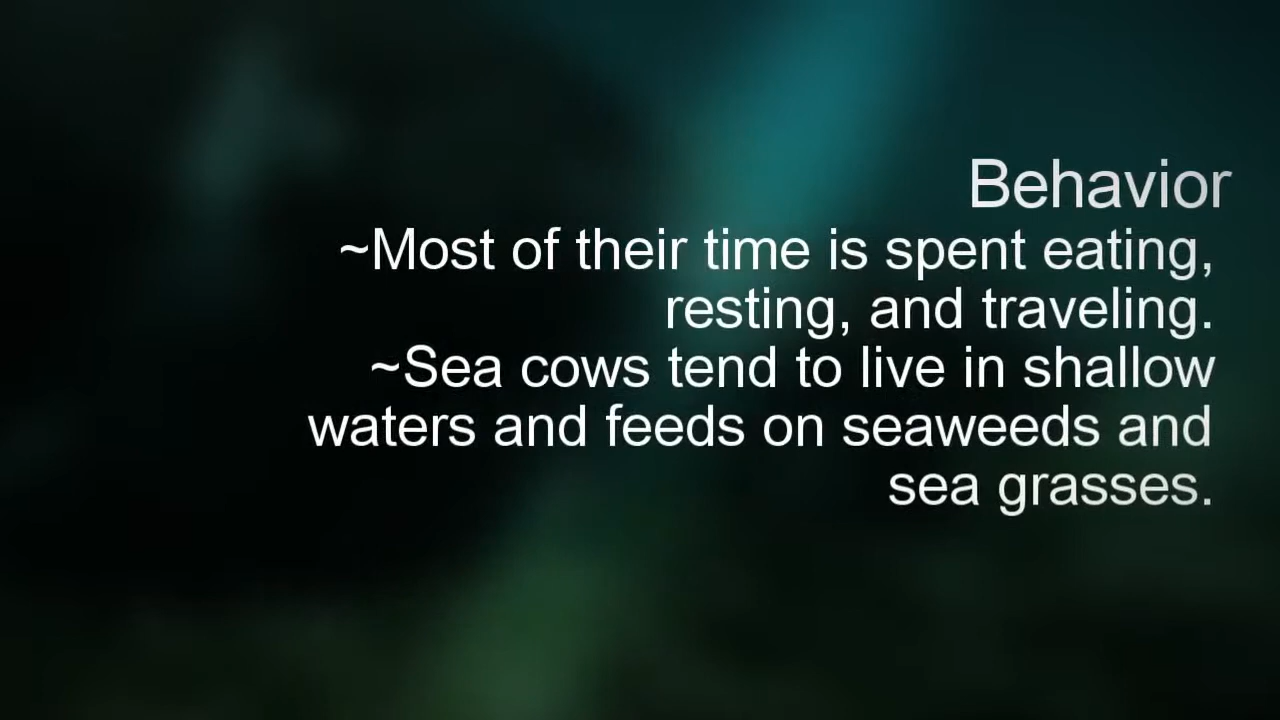 Behavior
~Most of their time is spent eating,
resting, and traveling.
~Sea cows tend to live in shallow
waters and feeds on seaweeds and
sea grasses.